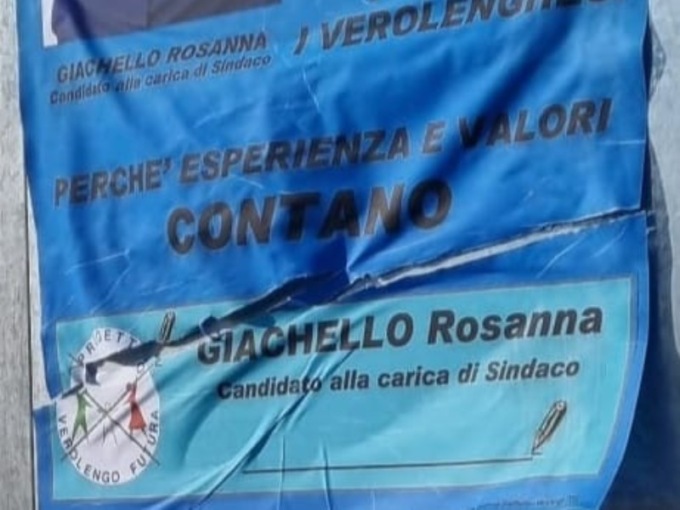 GIACHELLO ROSANNA
Candidato alla carica di Sindaco
I VEROLENGHESI
PERCHE' ESPERIENZA E VALORI
CONTANO
GIACHELLO Rosanna
Candidato alla carica di Sindaco
PROGETTO
VEROLENGO FUTURA